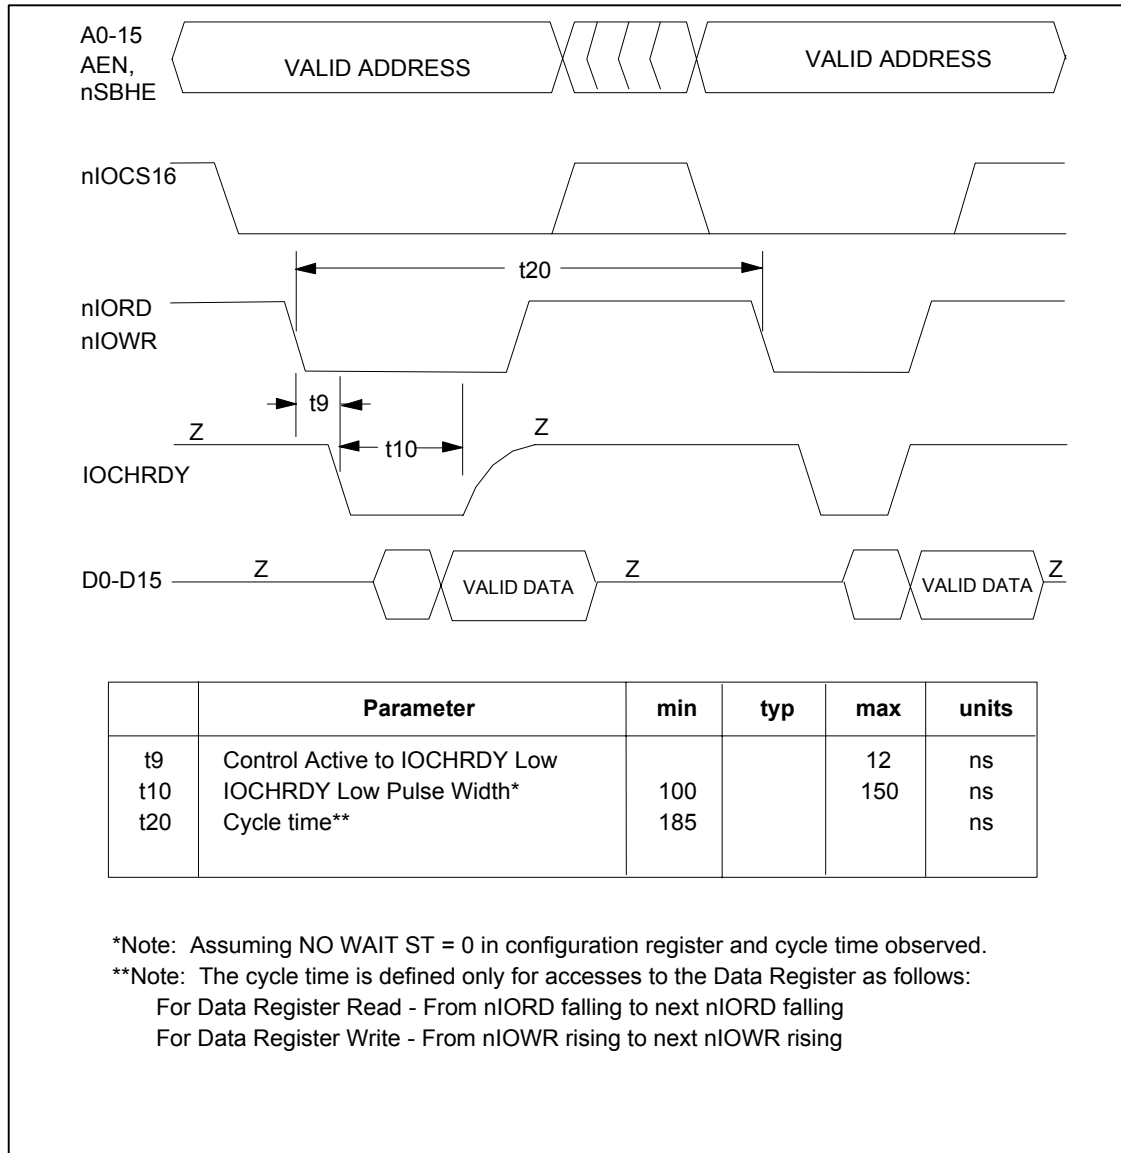 A0-15
AEN,
nSBHE
VALID ADDRESS
VALID ADDRESS
nIOCS16
t20
nIORD
nIOWR
t9
Z
t10
Z
IOCHRDY
D0-D15
Z
VALID DATA
Z
VALID DATA
Z
Parameter min typ max units
t9 Control Active to IOCHRDY Low 12 ns
t10 IOCHRDY Low Pulse Width* 100 150 ns
t20 Cycle time** 185 ns
*Note: Assuming NO WAIT ST = 0 in configuration register and cycle time observed.
**Note: The cycle time is defined only for accesses to the Data Register as follows:
For Data Register Read - From nIORD falling to next nIORD falling
For Data Register Write - From nIOWR rising to next nIOWR rising